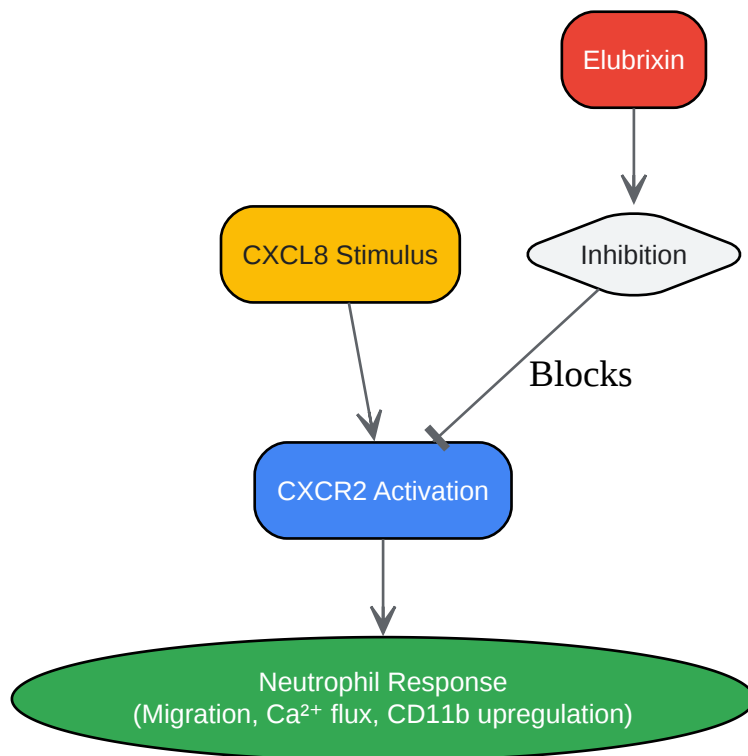 Elubrixin
CXCL8 Stimulus
Inhibition
Blocks
CXCR2 Activation
Neutrophil Response
(Migration, Ca²⁺ flux, CD11b upregulation)